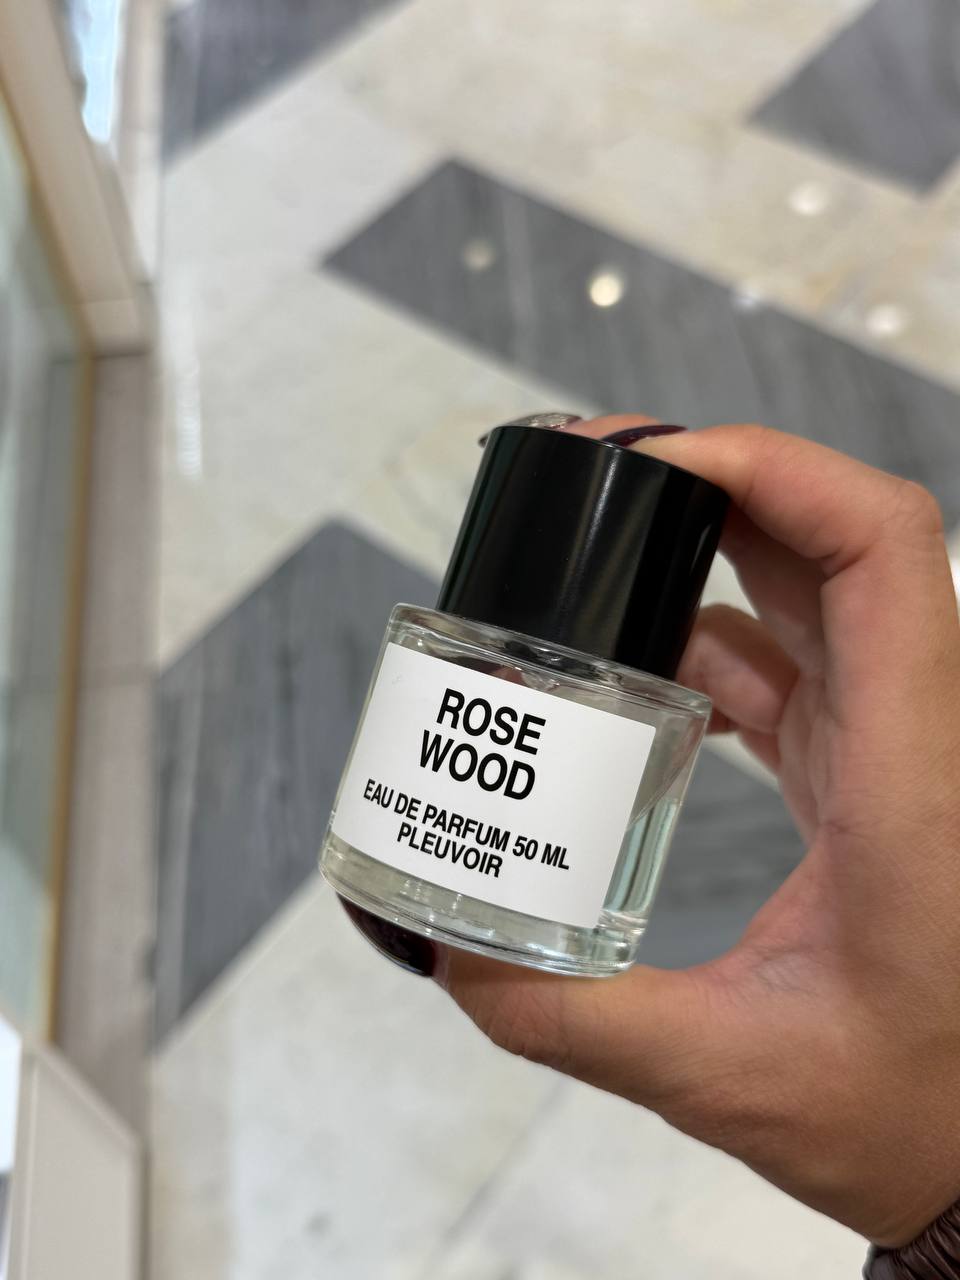 ROSE
WOOD
EAU DE PARFUM 50 ML
PLEUVOIR